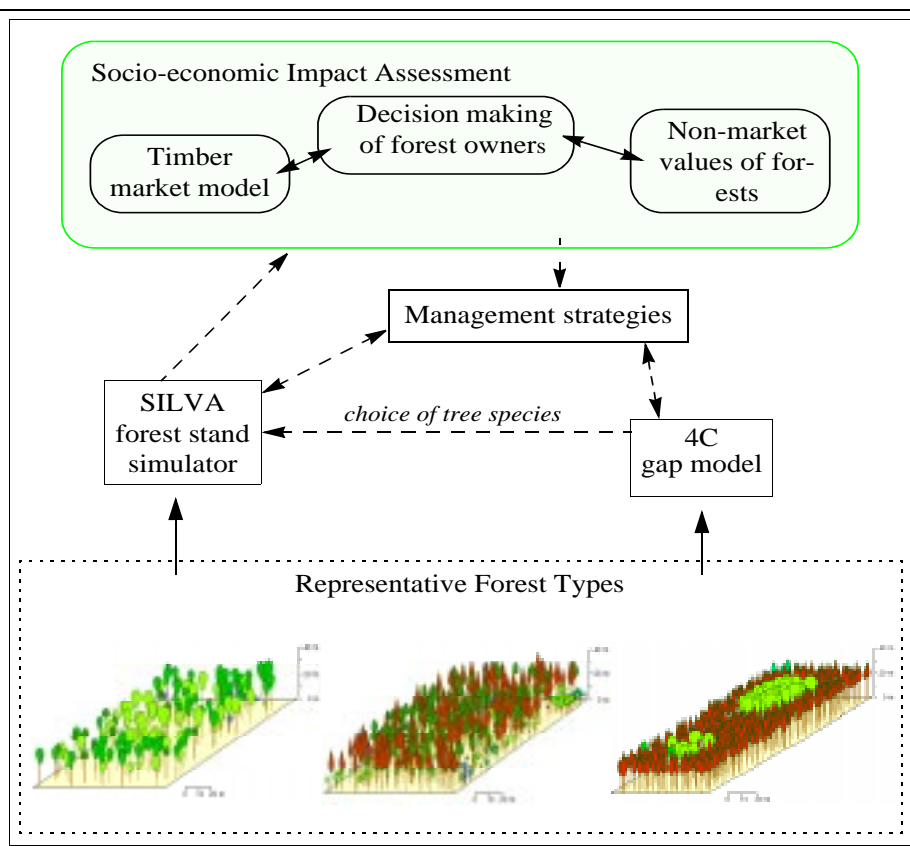 Socio-economic Impact Assessment
Decision making
of forest owners
Timber
market model
Non-market
values of for-
ests
Management strategies
SILVA
forest stand
simulator
choice of tree species
4C
gap model
Representative Forest Types